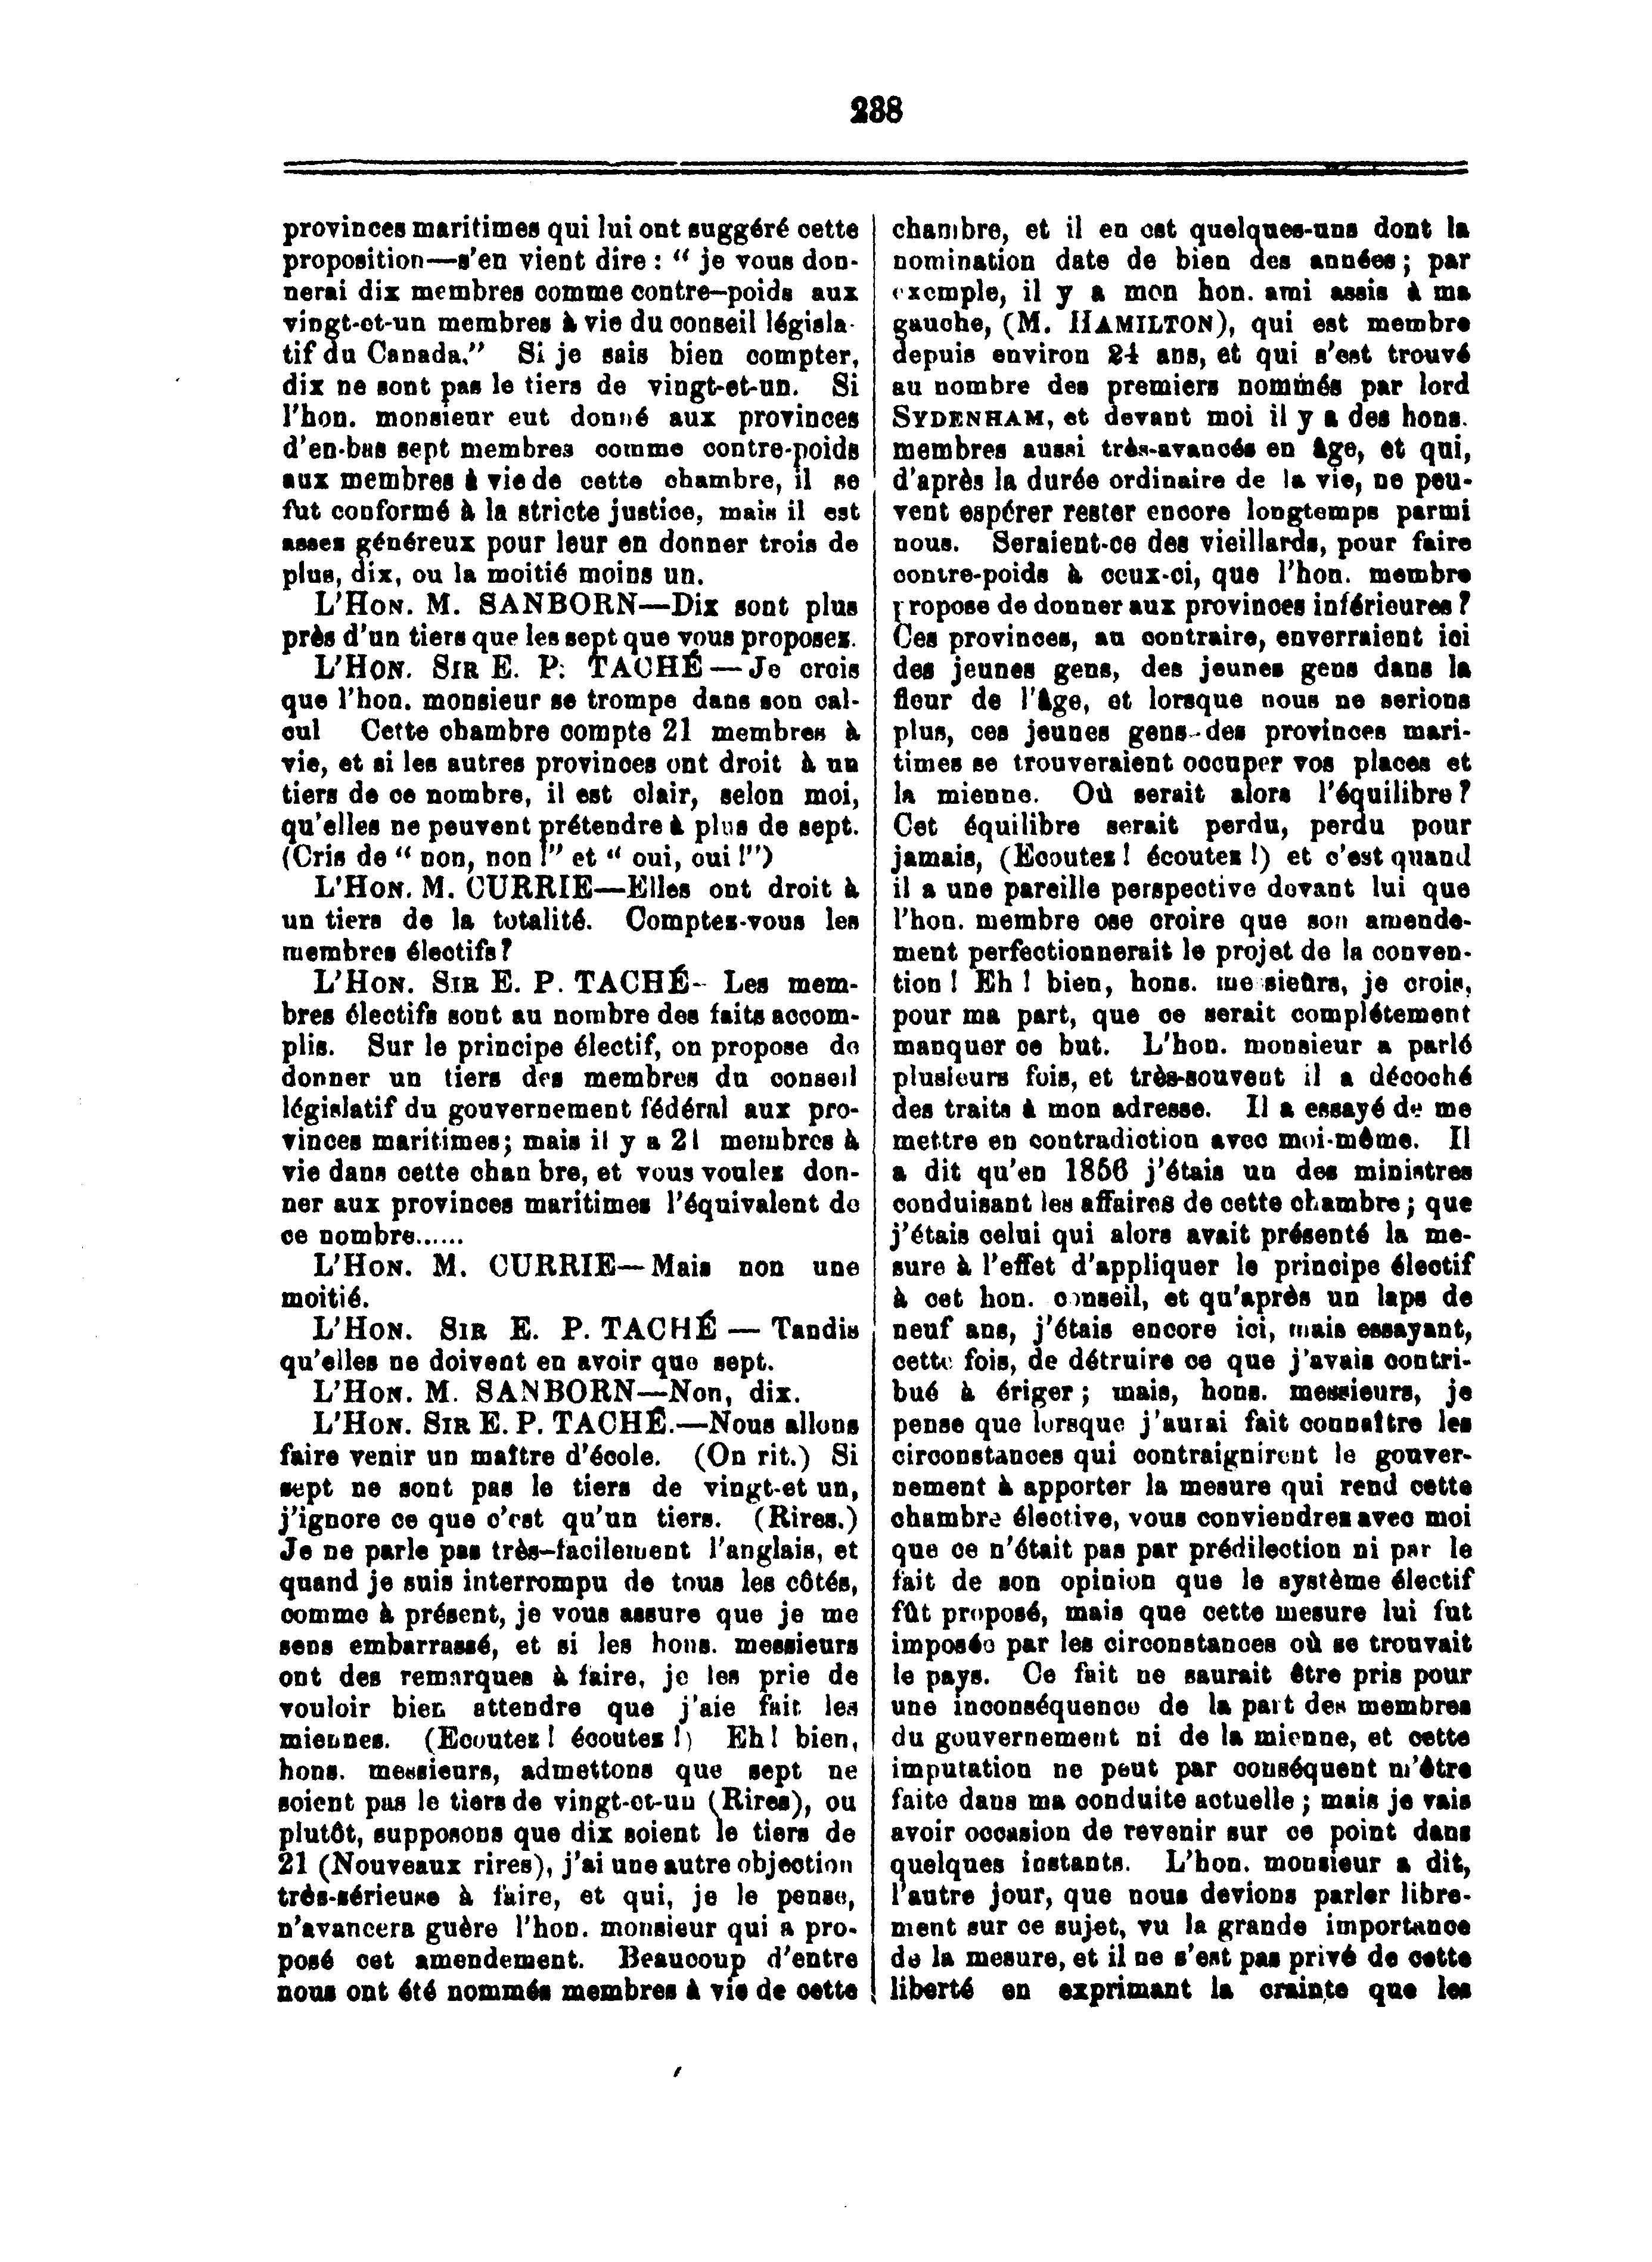 238
provinces maritimes qui lui ont suggéré cette
proposition—s'en vient dire : " je vous don-
nerai dix membres comme contre-poids aux
vingt-et-un membres à vie du conseil législa-
tif du Canada." Si je sais bien compter,
dix ne sont pas le tiers de vingt-et-un. Si
l'hon. monsieur eut donné aux provinces
d'en-bas sept membres comme contre-poids
aux membres à vie de cette chambre, il se
fut conformé à la stricte justice, mais il est
assez généreux pour leur en donner trois de
plus, dix, ou la moitié moins un.
L'HON. M. SANBORN—Dix sont plus
près d'un tiers que les sept que vous proposez.
L'HON. SIR E. P. TACHÉ—Je crois
que l'hon. monsieur se trompe dans son cal-
cul Cette chambre compte 21 membres à
vie, et si les autres provinces ont droit à un
tiers de ce nombre, il est clair, selon moi,
qu'elles ne peuvent prétendre à plus de sept.
(Cris de " non, non !" et " oui, oui !")
L'HON. M. CURRIE—Elles ont droit à
un tiers de la totalité. Comptez-vous les
membres électifs?
L'HON. SIR E. P. TACHÉ-- Les mem-
bres électifs sont au nombre des faits accom-
plis. Sur le principe électif, on propose de
donner un tiers des membres du conseil
législatif du gouvernement fédéral aux pro-
vinces maritimes; mais il y a 21 membres à
vie dans cette chambre, et vous voulez don-
ner aux provinces maritimes l'équivalent de
ce nombre......
L'HON. M. CURRIE—Mais non une
moitié.
L'HON. SIR E. P. TACHÉ — Tandis
qu'elles ne doivent en avoir que sept.
L'HON. M. SANBORN—Non, dix.
L'HON. SIR E. P. TACHÉ.—Nous allons
faire venir un maître d'école. (On rit.) Si
sept ne sont pas le tiers de vingt-et un,
j'ignore ce que c'est qu'un tiers. (Rires.)
Je ne parle pas très-facilement l'anglais, et
quand je suis interrompu de tous les côtés,
comme à présent, je vous assure que je me
sens embarrassé, et si les hons. messieurs
ont des remarques à faire, je les prie de
vouloir bien attendre que j'aie fait les
miennes. (Ecoutez ! écoutez !) Eh ! bien,
hons. messieurs, admettons que sept ne
soient pas le tiers de vingt-et-un (Rires), ou
plutôt, supposons que dix soient le tiers de
21 (Nouveaux rires), j'ai une autre objection
très-sérieuse à faire, et qui, je le pense,
n'avancera guère l'hon. monsieur qui a pro-
posé cet amendement. Beaucoup d'entre
nous ont été nommés membres à vie de cette
chambre, et il en est quelques-uns dont la
nomination date de bien des années ; par
exemple, il y a mon hon. ami assis à ma
gauche, (M. HAMILTON), qui est membre
depuis environ 24 ans, et qui s'est trouvé
au nombre des premiers nommés par lord
SYDENHAM, et devant moi il y a des hons.
membres aussi très-avancés en âge, et qui,
d'après la durée ordinaire de la vie, ne peu-
vent espérer rester encore longtemps parmi
nous. Seraient-ce des vieillards, pour faire
contre-poids à ceux-ci, que l'hon. membre
propose de donner aux provinces inférieures ?
Ces provinces, au contraire, enverraient ici
des jeunes gens, des jeunes gens dans la
fleur de l'âge, et lorsque nous ne serions
plus, ces jeunes gens des provinces mari-
times se trouveraient occuper vos places et
la mienne. Où serait alors l'équilibre ?
Cet équilibre serait perdu, perdu pour
jamais, (Ecoutez ! écoutez !) et c'est quand
il a une pareille perspective devant lui que
l'hon. membre ose croire que son amende-
ment perfectionnerait le projet de la conven-
tion ! Eh ! bien, hons. messieurs, je crois,
pour ma part, que ce serait complétement
manquer ce but. L'hon. monsieur a parlé
plusieurs fois, et très-souvent il a décoché
des traits à mon adresse. Il a essayé de me
mettre en contradiction avec moi-même. Il
a dit qu'en 1856 j'étais un des ministres
conduisant les affaires de cette chambre ; que
j'étais celui qui alors avait présenté la me-
sure à l'effet d'appliquer le principe électif
à cet hon. conseil, et qu'après un laps de
neuf ans, j'étais encore ici, mais essayant,
cette fois, de détruire ce que j'avais contri-
bué à ériger ; mais, hons. messieurs, je
pense que lorsque j'aurai fait connaître les
circonstances qui contraignirent le gouver-
nement à apporter la mesure qui rend cette
chambre élective, vous conviendrez avec moi
que ce n'était pas par prédilection ni par le
fait de son opinion que le système électif
fût proposé, mais que cette mesure lui fut
imposée par les circonstances où se trouvait
le pays. Ce fait ne saurait être pris pour
une inconséquence de la part des membres
du gouvernement ni de la mienne, et cette
imputation ne peut par conséquent m'être
faite dans ma conduite actuelle ; mais je vais
avoir occasion de revenir sur ce point dans
quelques instants. L'hon. monsieur a dit,
l'autre jour, que nous devions parler libre-
ment sur ce sujet, vu la grande importance
de la mesure, et il ne s'est pas privé de cette
liberté en exprimant la crainte que les